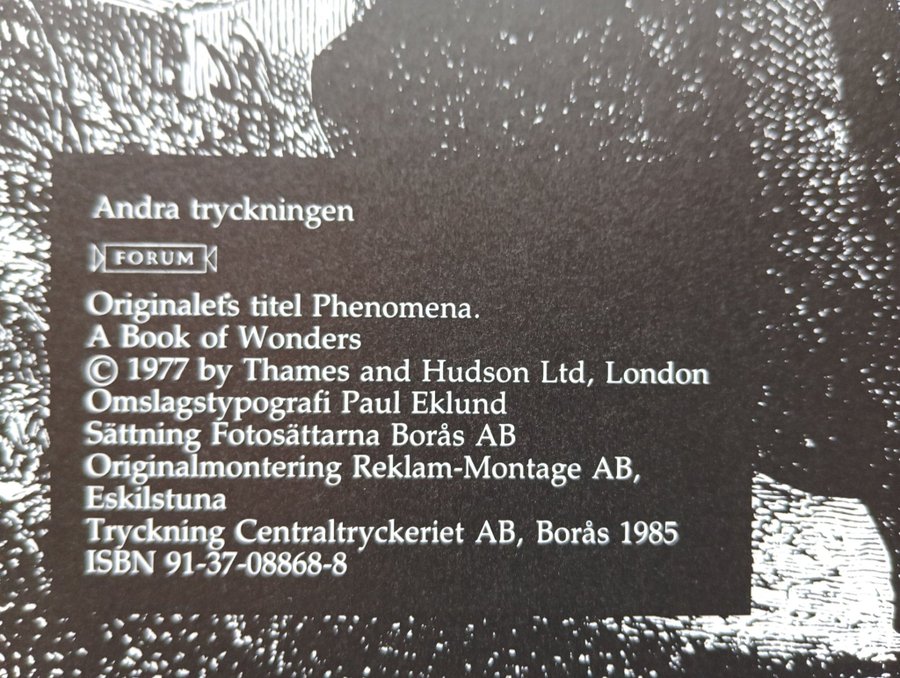 Andra tryckningen
FORUM
Originalets titel Phenomena.
A Book of Wonders
© 1977 by Thames and Hudson Ltd, London
Omslagstypografi Paul Eklund
Sättning Fotosättarna Borås AB
Originalmontering Reklam-Montage AB,
Eskilstuna
Tryckning Centraltryckeriet AB, Borås 1985
ISBN 91-37-08868-8